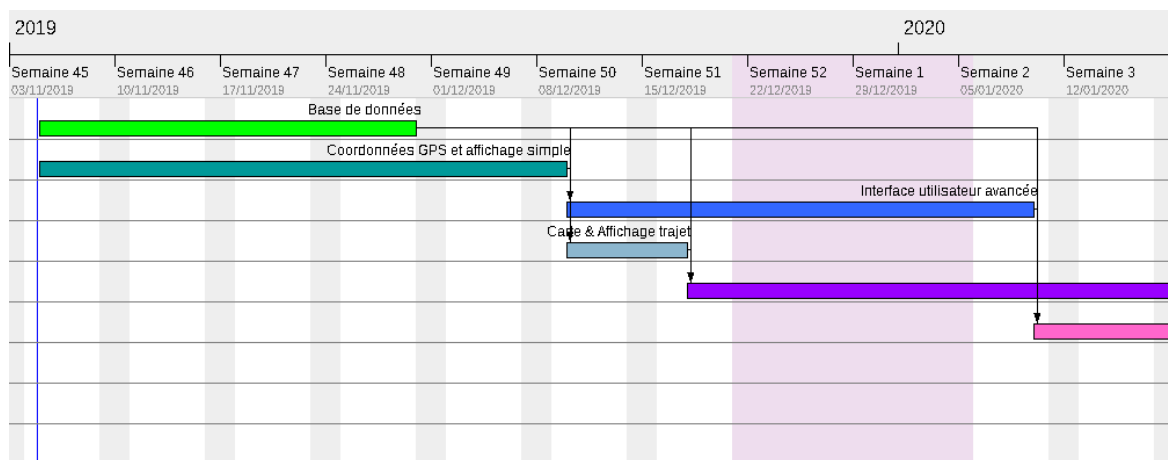 2019 2020
Semaine 45 Semaine 46 Semaine 47 Semaine 48 Semaine 49 Semaine 50 Semaine 51 Semaine 52 Semaine 1 Semaine 2 Semaine 3
03/11/2019 10/11/2019 17/11/2019 24/11/2019 01/12/2019 08/12/2019 15/12/2019 22/12/2019 29/12/2019 05/01/2020 12/01/2020
Base de données
Coordonnées GPS et affichage simple
Interface utilisateur avancée
Carte & Affichage trajet